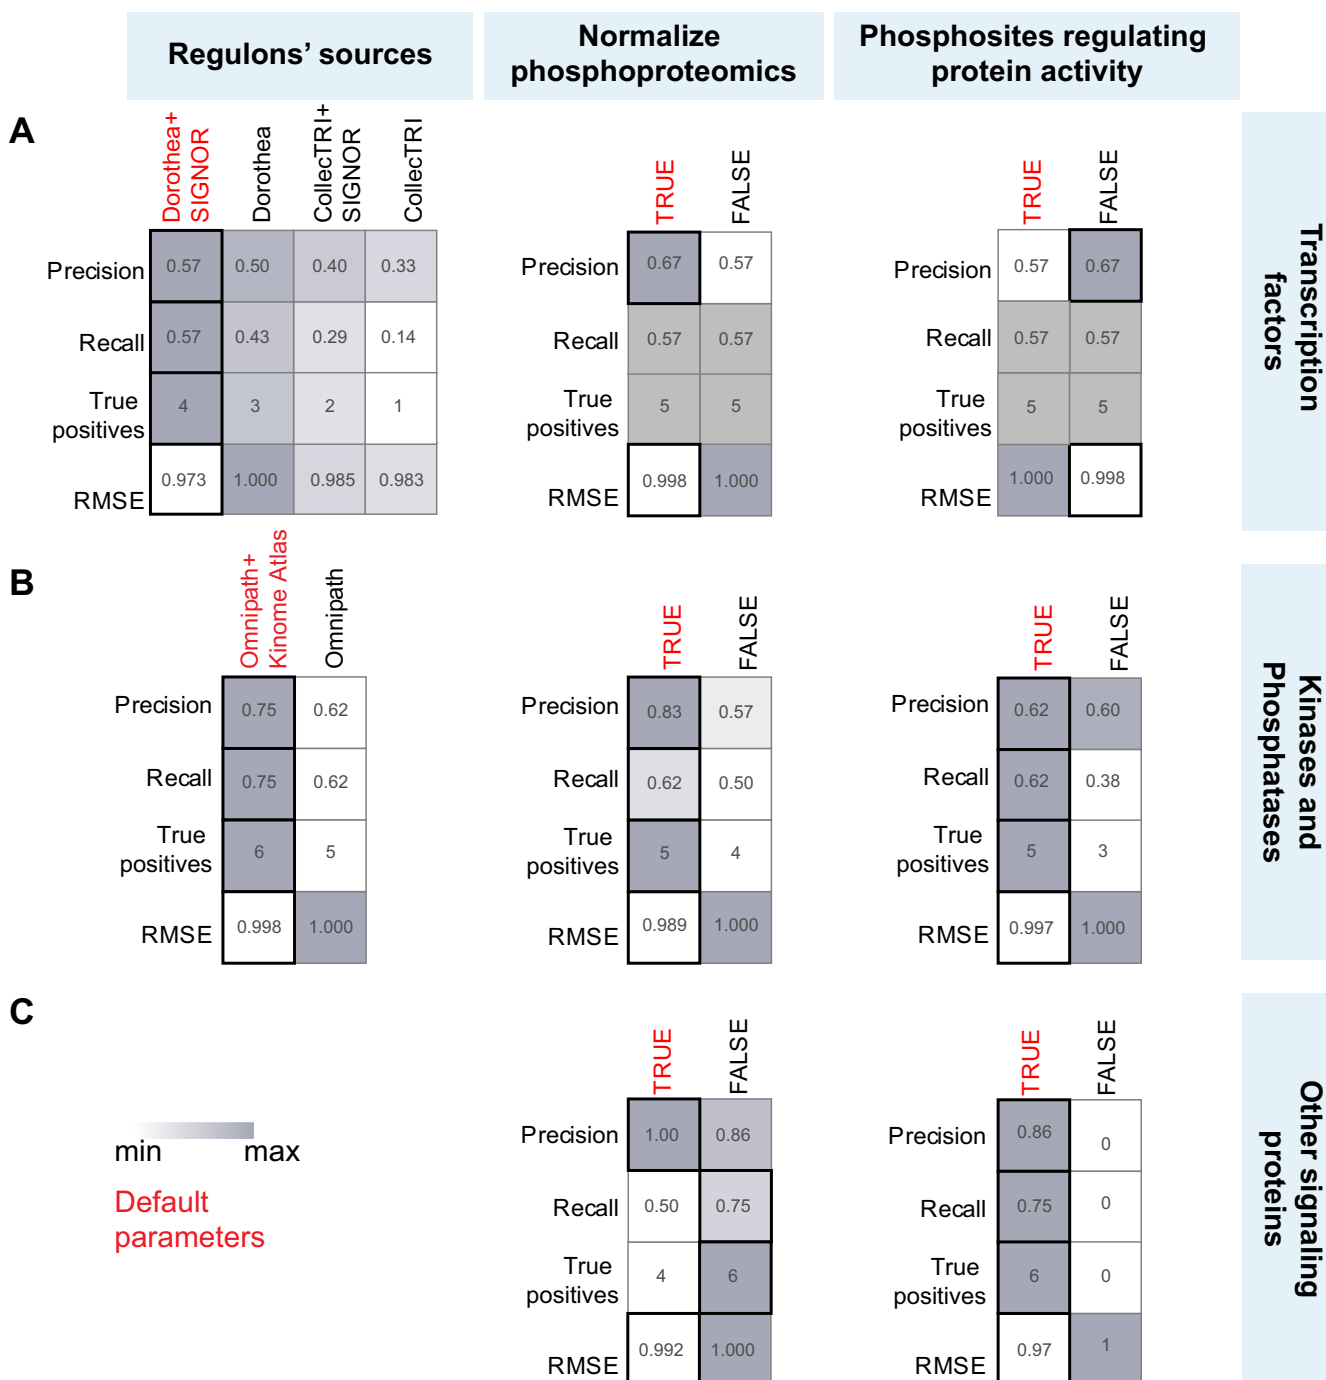 Regulons' sources
Normalize
phosphoproteomics
Phosphosites regulating
protein activity
A
Dorothea+
SIGNOR
Dorothea
CollecTRI+
SIGNOR
CollecTRI
Precision 0.57 0.50 0.40 0.33
Recall 0.57 0.43 0.29 0.14
True
positives 4 3 2 1
RMSE 0.973 1.000 0.985 0.983
TRUE FALSE
Precision 0.67 0.57
Recall 0.57 0.57
True
positives 5 5
RMSE 0.998 1.000
TRUE FALSE
Precision 0.57 0.67
Recall 0.57 0.57
True
positives 5 5
RMSE 1.000 0.998
Transcription
factors
B
Omnipath+
Kinome Atlas
Omnipath
Precision 0.75 0.62
Recall 0.75 0.62
True
positives 6 5
RMSE 0.998 1.000
TRUE FALSE
Precision 0.83 0.57
Recall 0.62 0.50
True
positives 5 4
RMSE 0.989 1.000
TRUE FALSE
Precision 0.62 0.60
Recall 0.62 0.38
True
positives 5 3
RMSE 0.997 1.000
Kinases and
Phosphatases
C
min max
Default
parameters
TRUE FALSE
Precision 1.00 0.86
Recall 0.50 0.75
True
positives 4 6
RMSE 0.992 1.000
TRUE FALSE
Precision 0.86 0
Recall 0.75 0
True
positives 6 0
RMSE 0.97 1
Other signaling
proteins